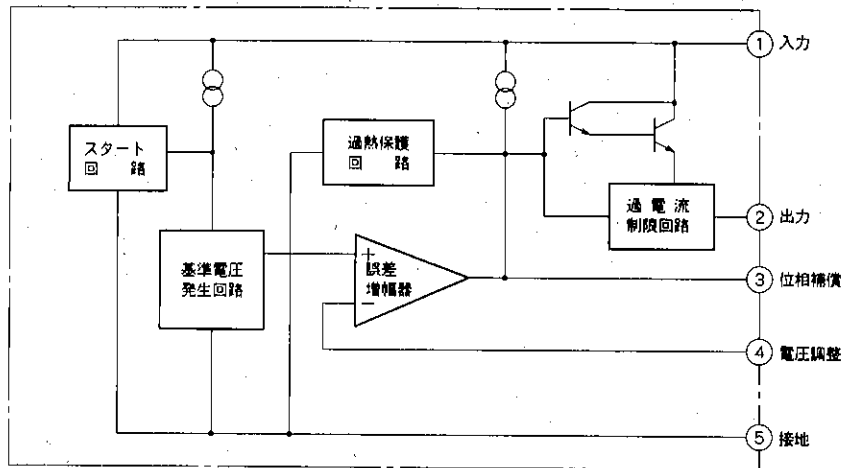 ① 入力
スタート
回 路
過熱保護
回 路
過 電 流
制限回路
② 出力
基準電圧
発生回路
+
誤差
増幅器
−
③ 位相補償
④ 電圧調整
⑤ 接地